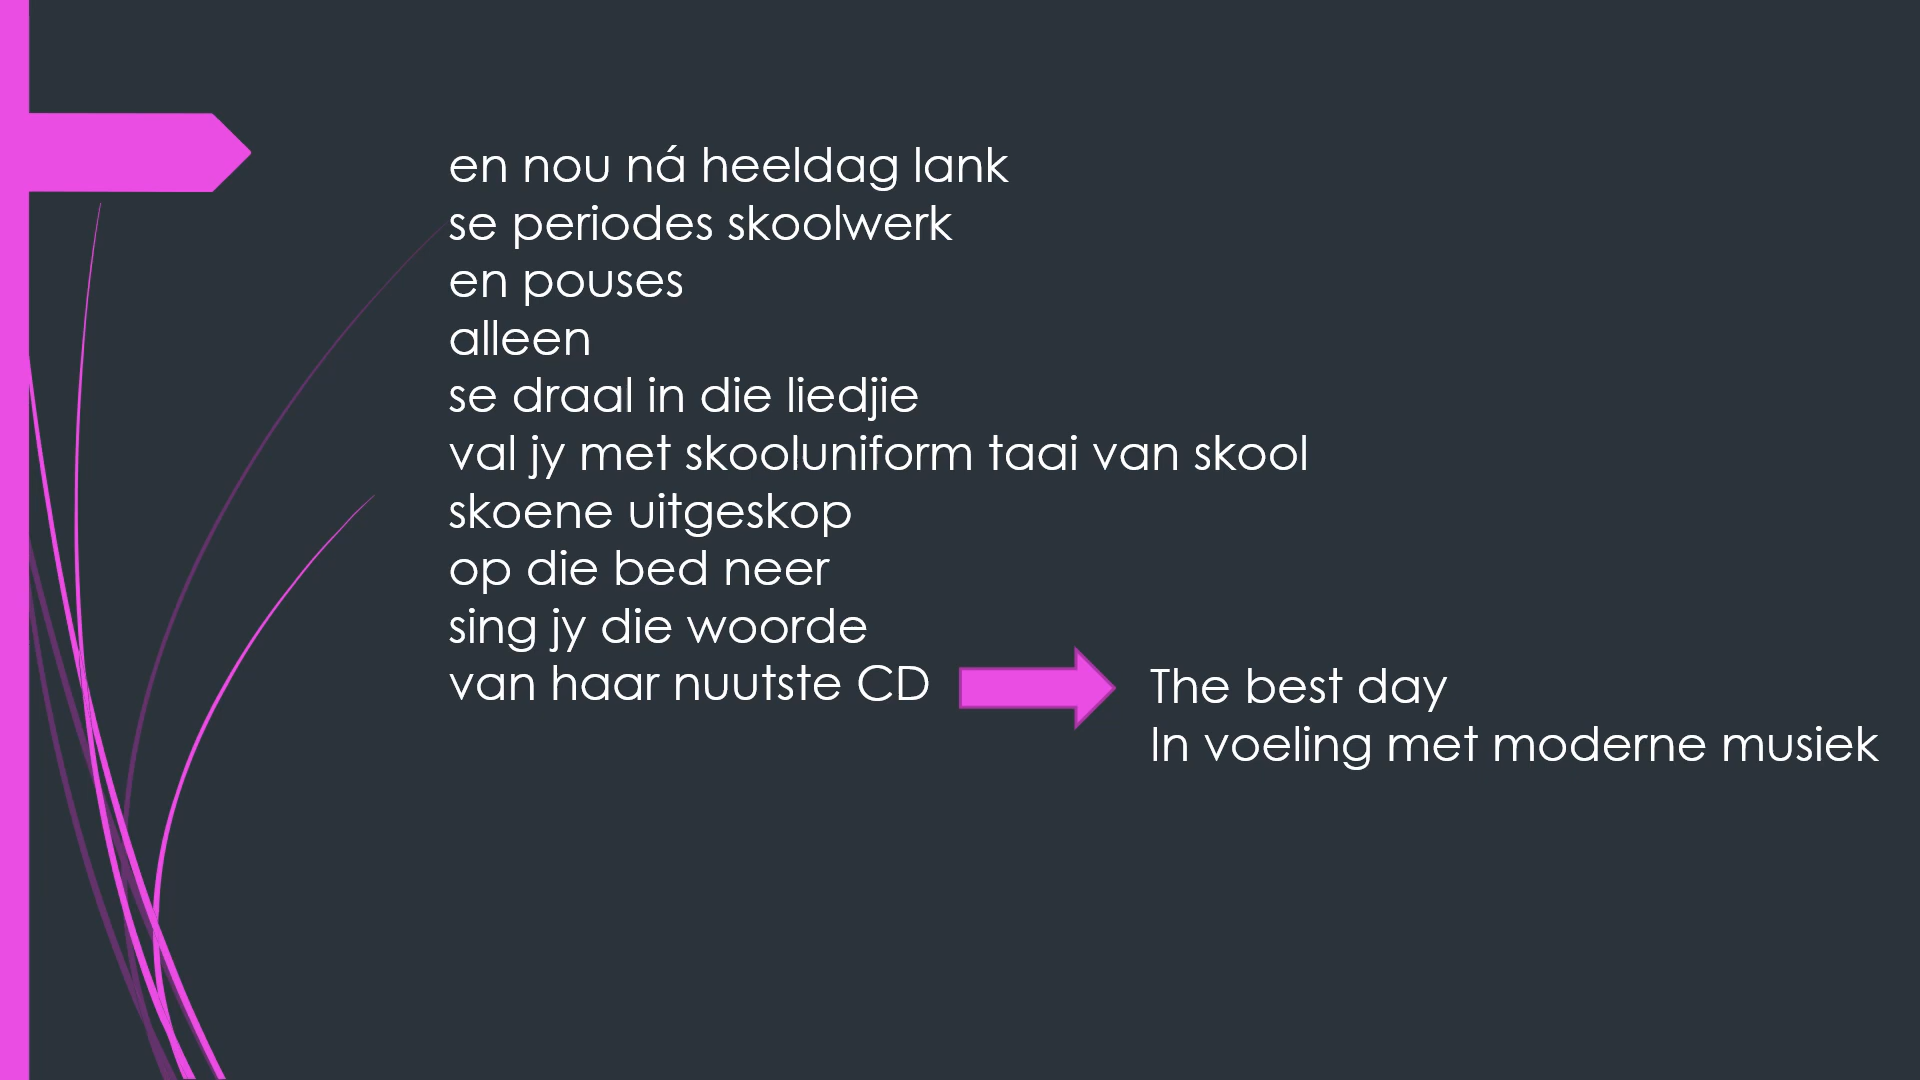 en nou ná heeldag lank
se periodes skoolwerk
en pouses
alleen
se draal in die liedjie
val jy met skooluniform taai van skool
skoene uitgeskop
op die bed neer
sing jy die woorde
van haar nuutste CD
The best day
In voeling met moderne musiek